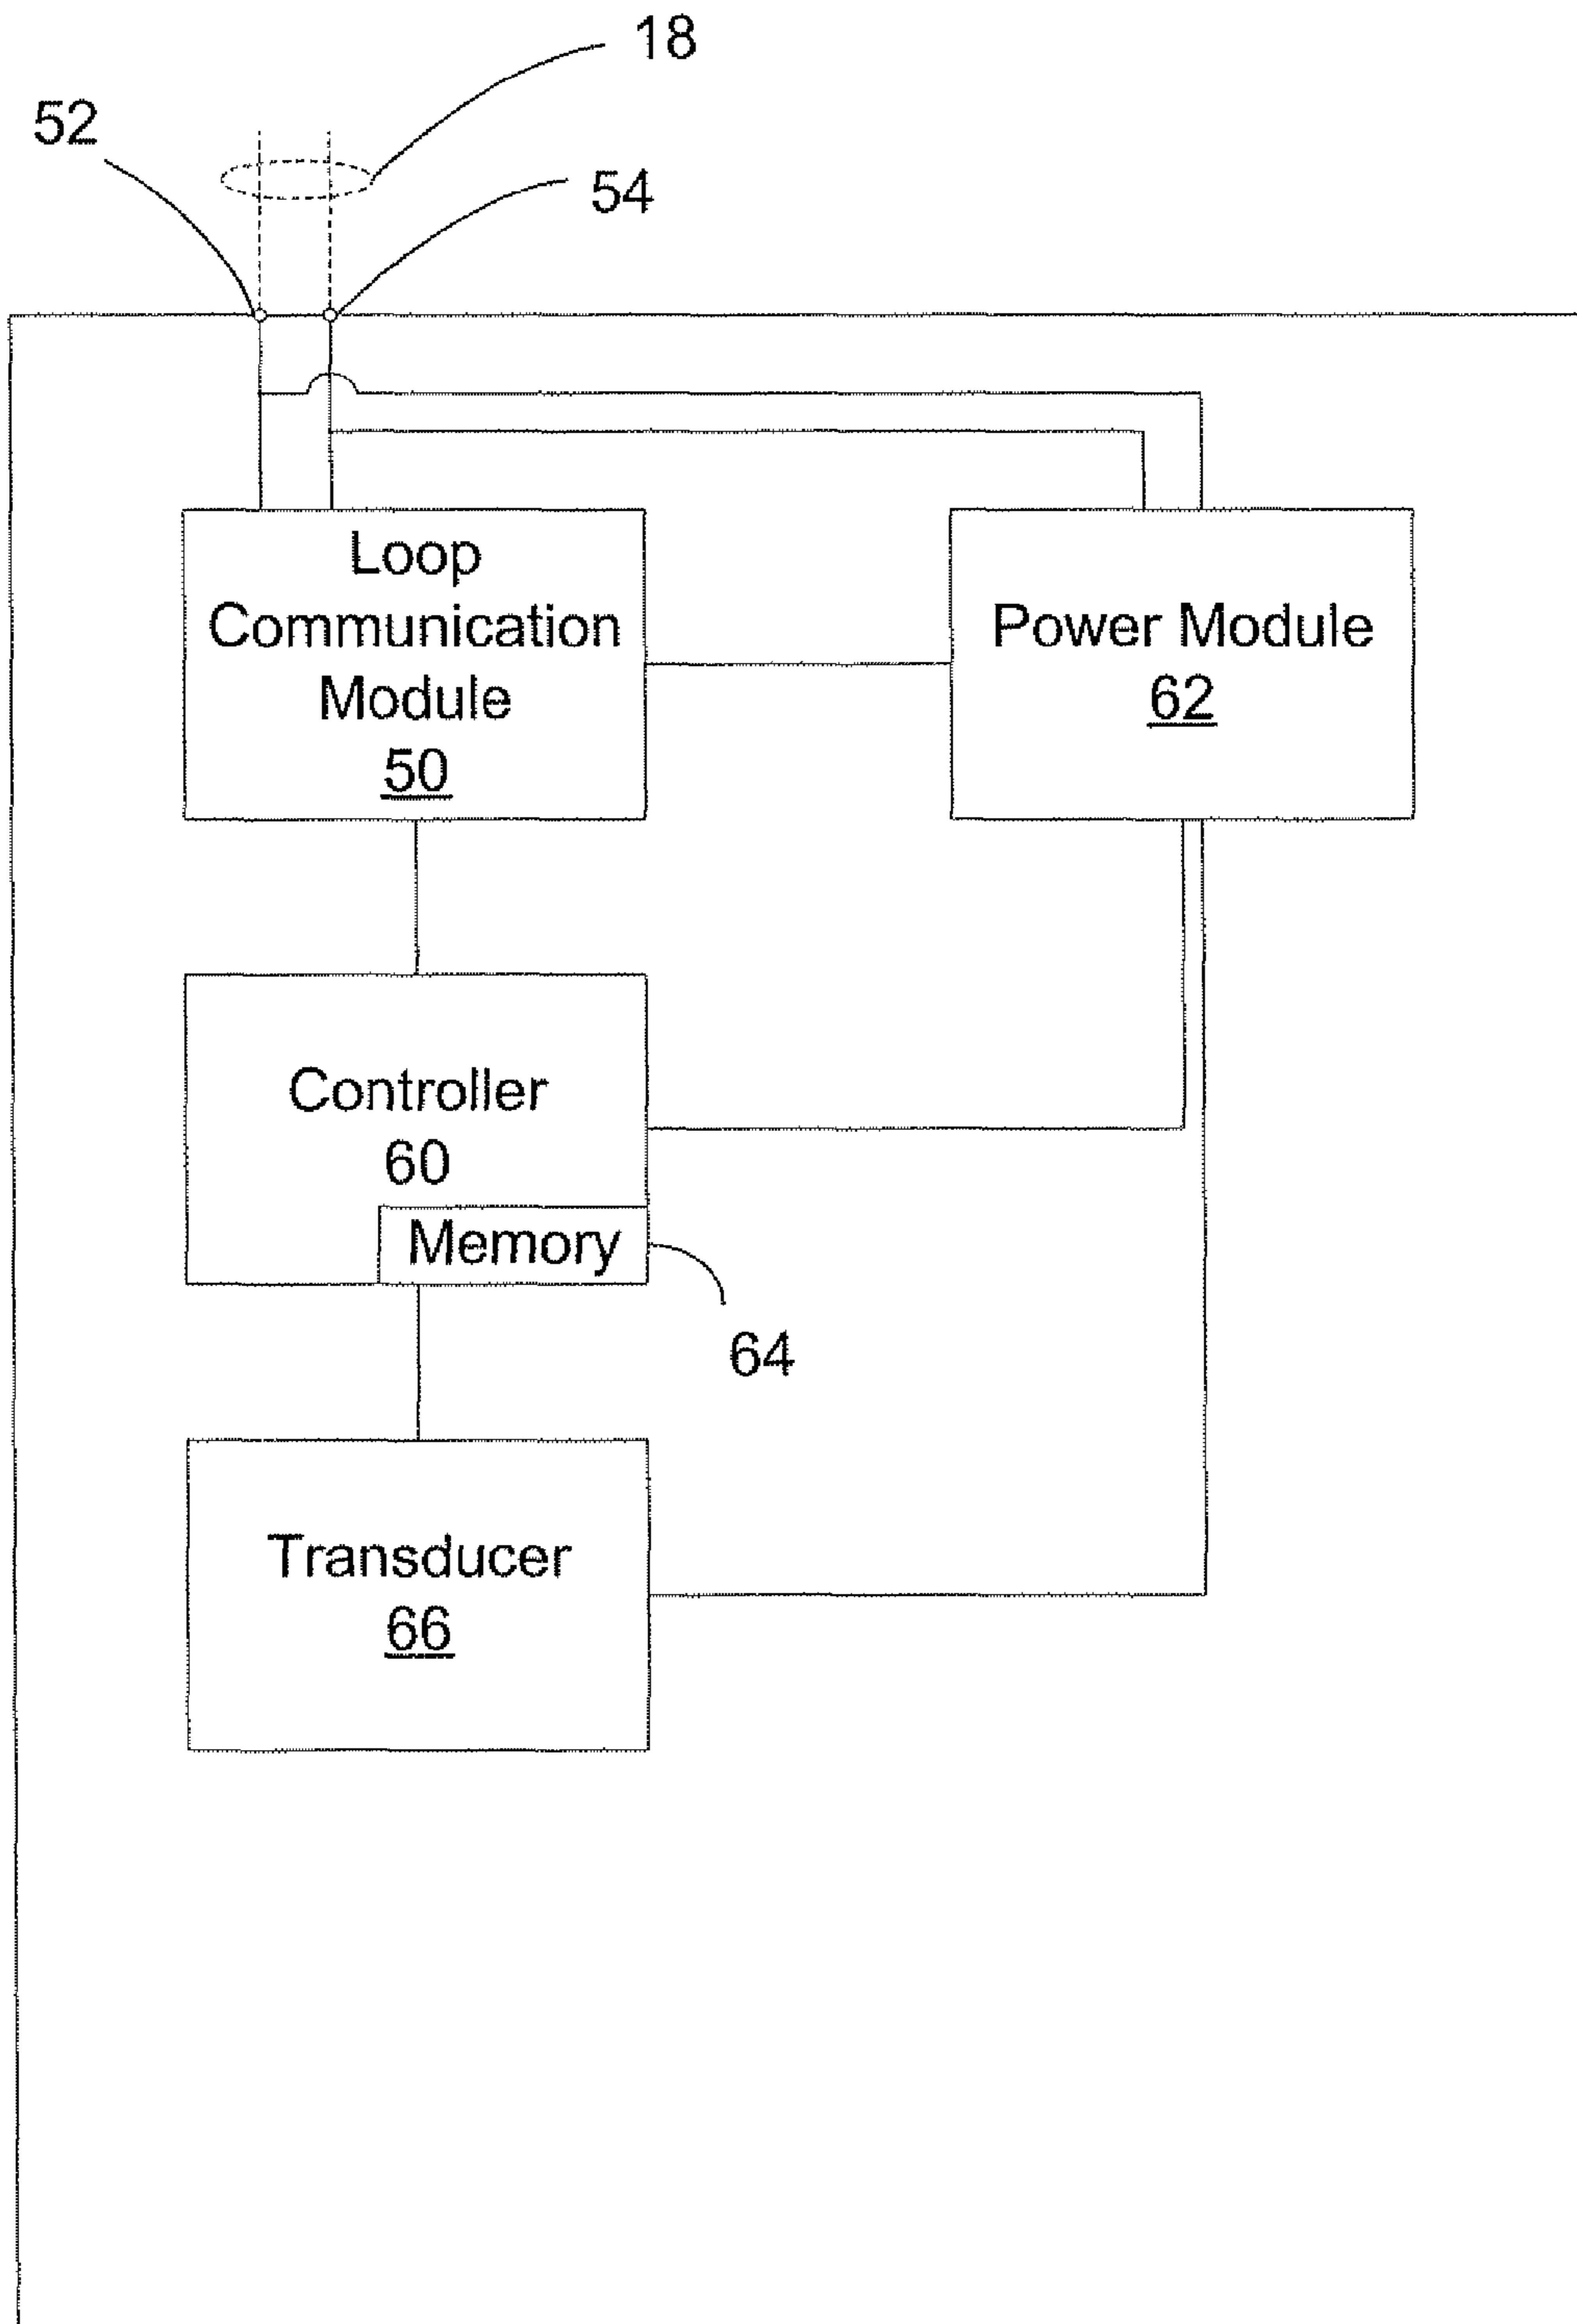 18
52
54
Loop
Communication
Module
50
Power Module
62
Controller
60
Memory
64
Transducer
66